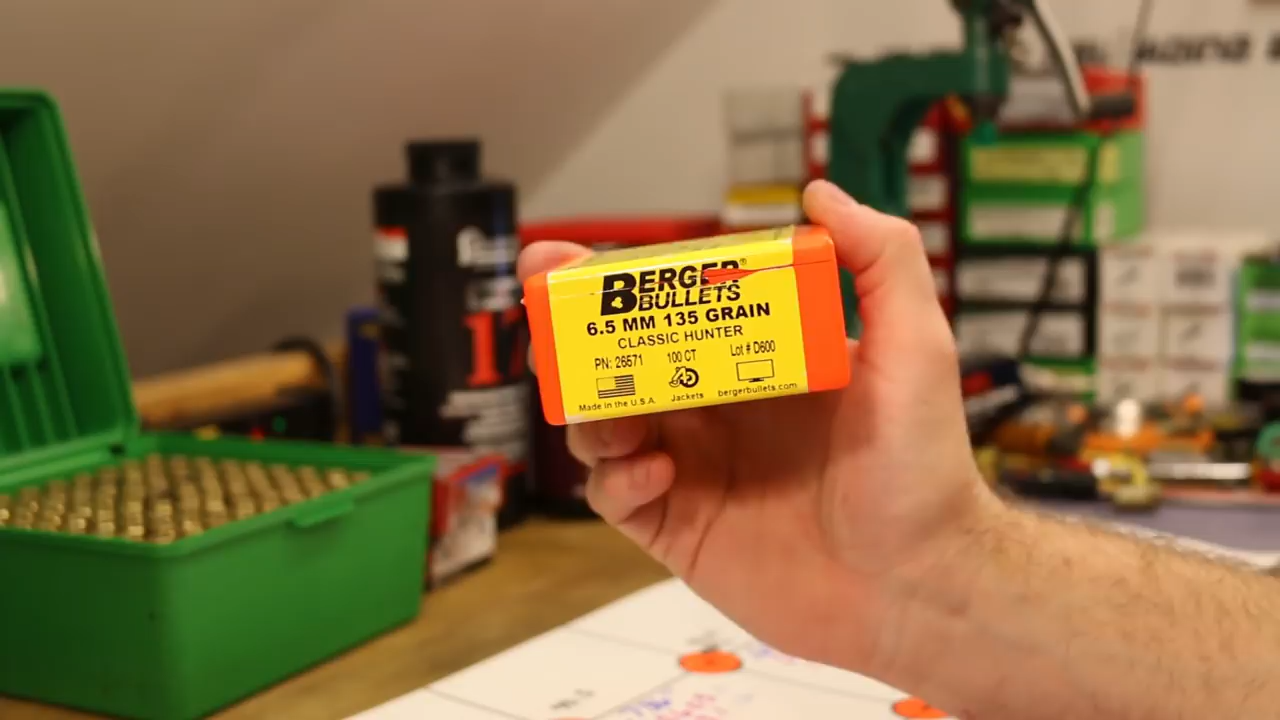 BERGER®
BULLETS
6.5 MM 135 GRAIN
CLASSIC HUNTER
PN: 26571 100 CT Lot # D600
Made in the U.S.A. Jackets bergerbullets.com